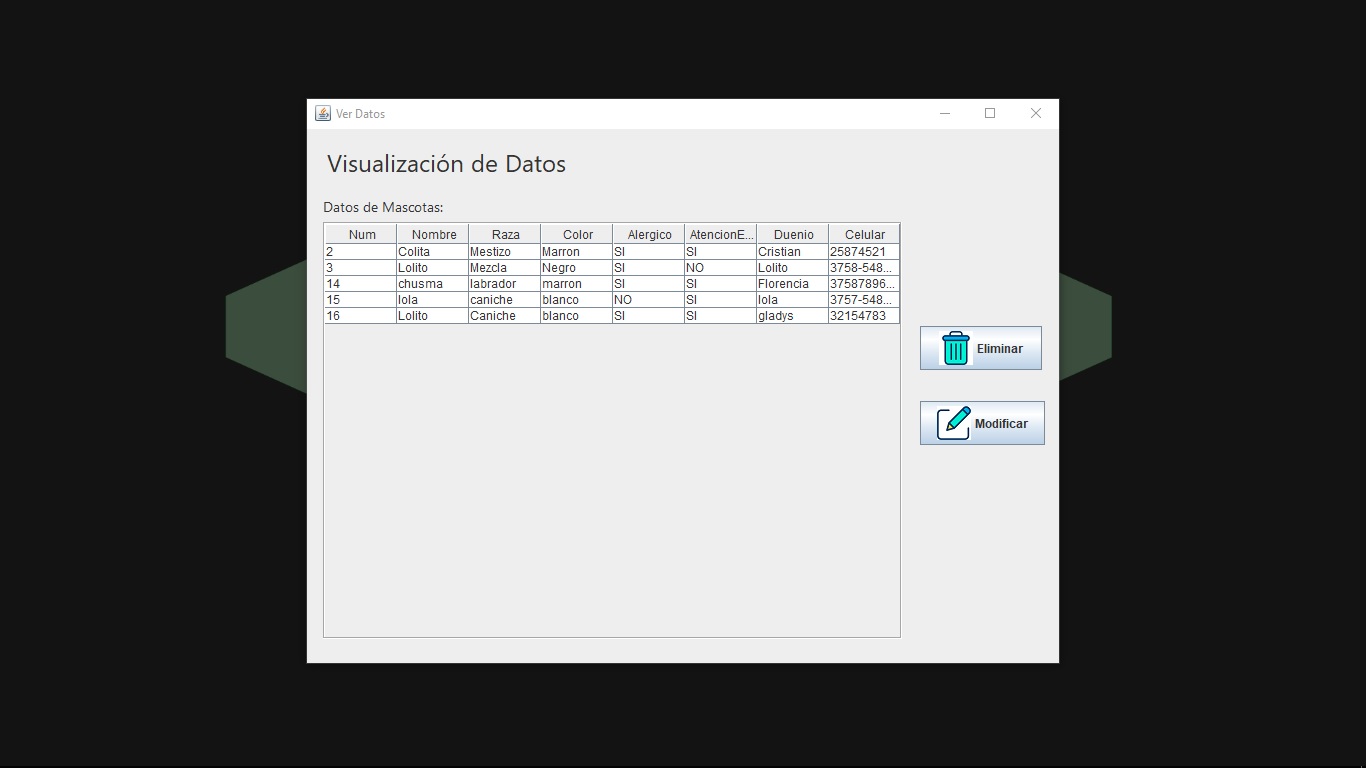 Ver Datos
Visualización de Datos
Datos de Mascotas:
Num Nombre Raza Color Alergico AtencionE... Duenio Celular
2 Colita Mestizo Marron SI SI Cristian 25874521
3 Lolito Mezcla Negro SI NO Lolito 3758-548...
14 chusma labrador marron SI SI Florencia 37587896...
15 lola caniche blanco NO SI lola 3757-548...
16 Lolito Caniche blanco SI SI gladys 32154783
Eliminar
Modificar